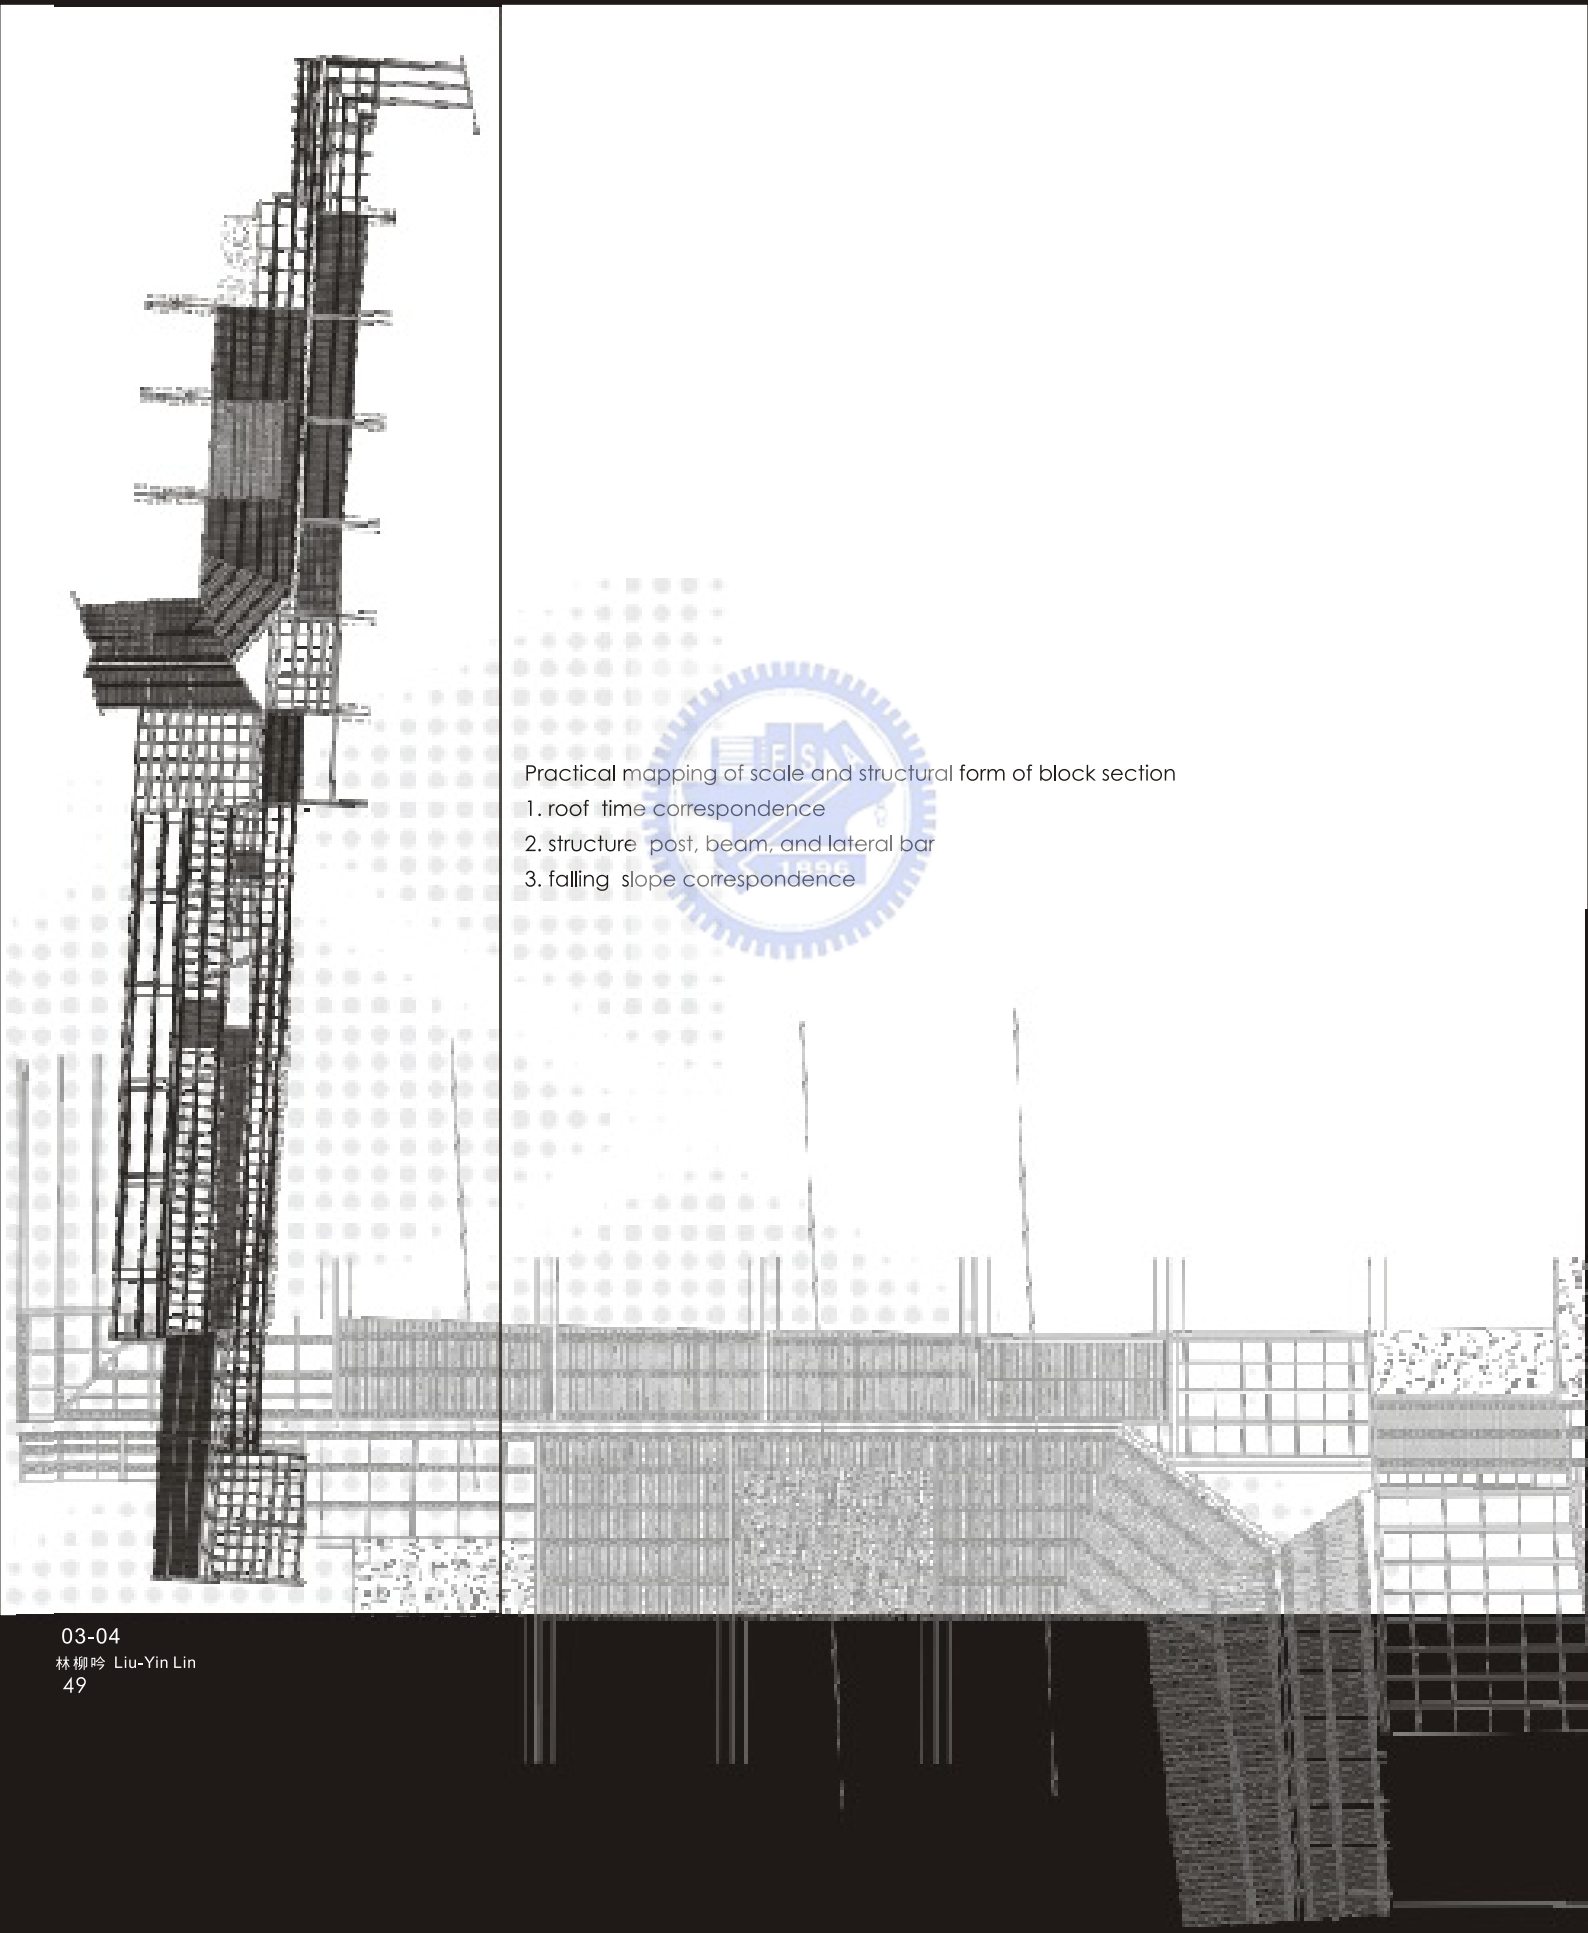 Practical mapping of scale and structural form of block section
1. roof  time correspondence
2. structure  post, beam, and lateral bar
3. falling  slope correspondence
E S A
1896
03-04
林柳吟 Liu-Yin Lin
49